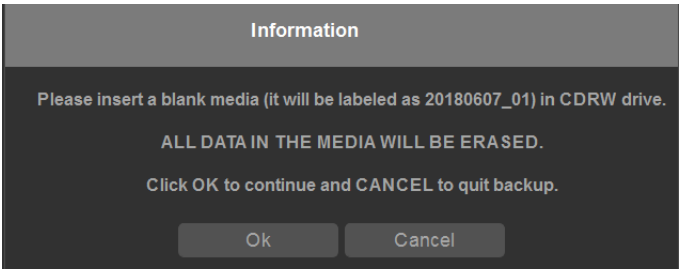 Information
Please insert a blank media (it will be labeled as 20180607_01) in CDRW drive.
ALL DATA IN THE MEDIA WILL BE ERASED.
Click OK to continue and CANCEL to quit backup.
Ok Cancel